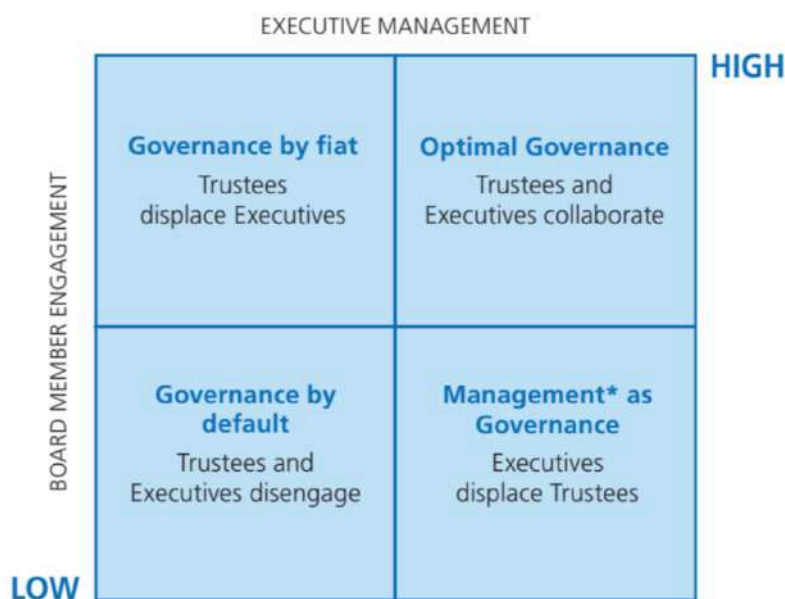 EXECUTIVE MANAGEMENT
HIGH
Governance by fiat
Trustees
displace Executives
Optimal Governance
Trustees and
Executives collaborate
BOARD MEMBER ENGAGEMENT
Governance by
default
Trustees and
Executives disengage
Management* as
Governance
Executives
displace Trustees
LOW